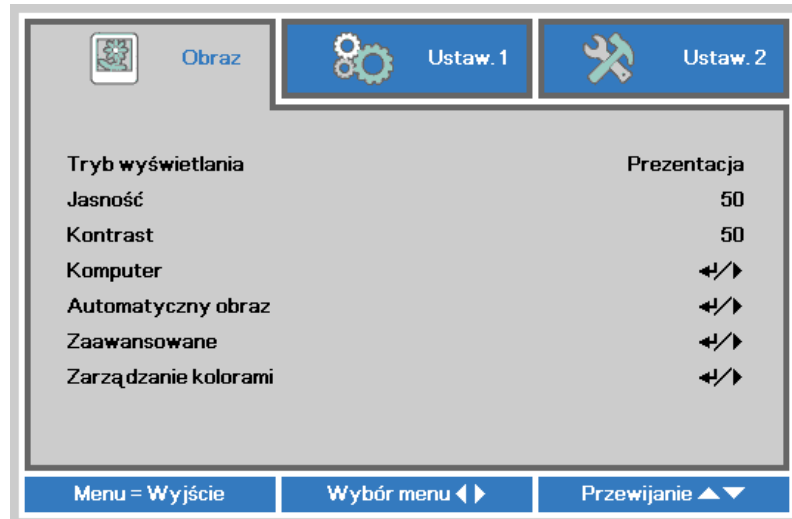 Obraz Ustaw. 1 Ustaw. 2
Tryb wyświetlania Prezentacja
Jasność 50
Kontrast 50
Komputer
Automatyczny obraz
Zaawansowane
Zarządzanie kolorami
Menu = Wyjście Wybór menu Przewijanie